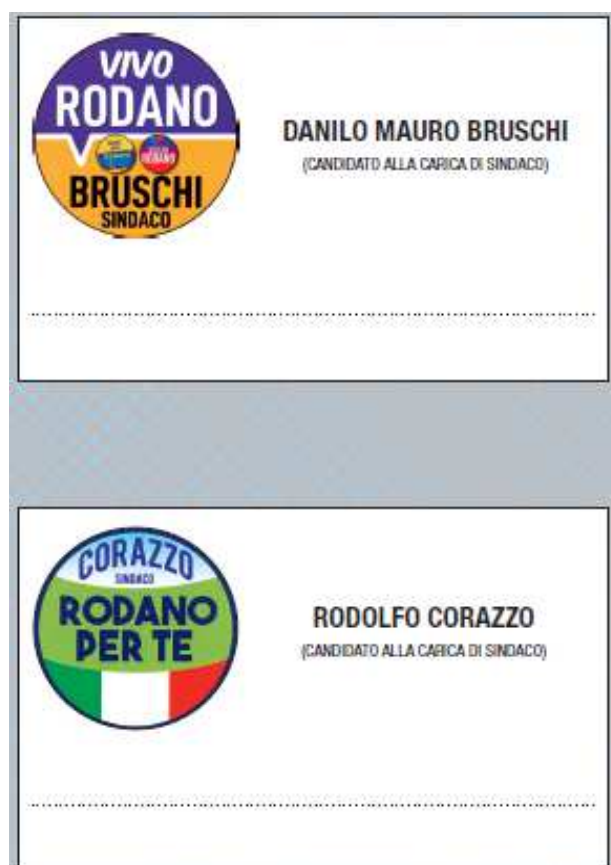 VIVO
RODANO
BRUSCHI
SINDACO
DANILO MAURO BRUSCHI
(CANDIDATO ALLA CARICA DI SINDACO)
CORAZZO
SINDACO
RODANO
PER TE
RODOLFO CORAZZO
(CANDIDATO ALLA CARICA DI SINDACO)